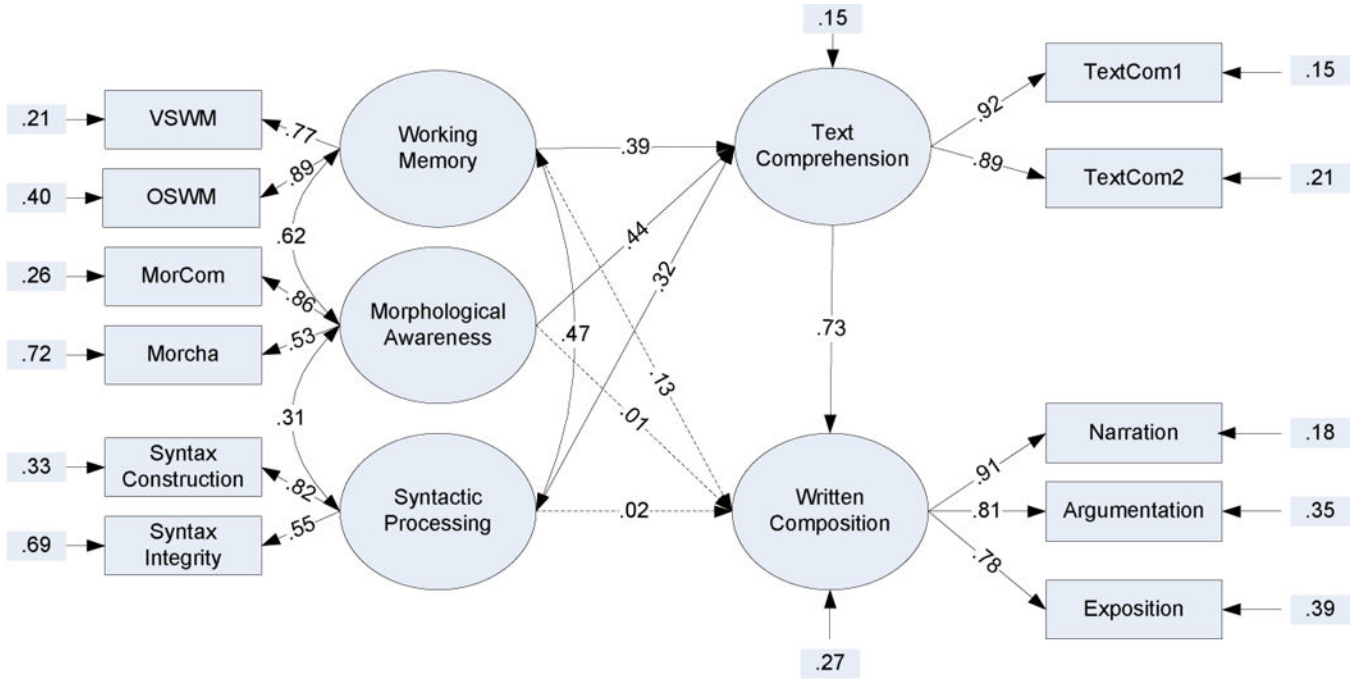 .15
TextCom1
.15
.92
Text
Comprehension
.89
TextCom2
.21
.21
VSWM
.77
Working
Memory
.39
.40
OSWM
.89
.62
.44
.26
MorCom
.86
Morphological
Awareness
.32
.72
Morcha
.53
.47
.73
.13
.01
.31
.33
Syntax
Construction
.82
Syntactic
Processing
.02
.69
Syntax
Integrity
.55
Written
Composition
.91
Narration
.18
.81
Argumentation
.35
.78
Exposition
.39
.27